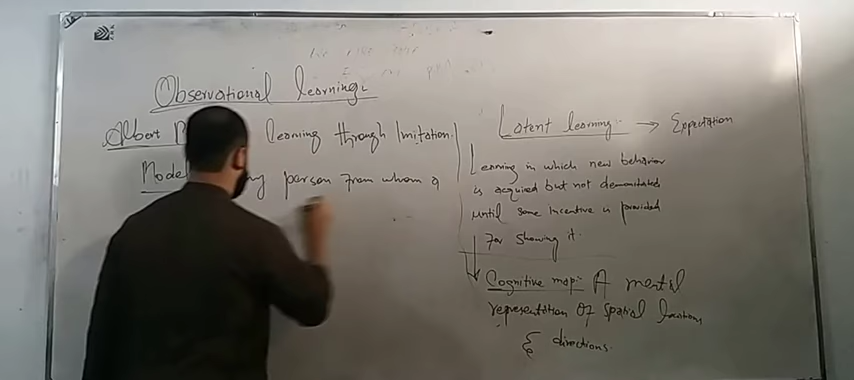 Observational learning:
Albert learning through Imitation.
Model person from whom a
Latent learning:- → Expectation
Learning in which new behavior
is acquired but not demonstrated
until some Incentive is provided
For showing it.
Cognitive map:- A mental
representation Of spatial locations
& directions.